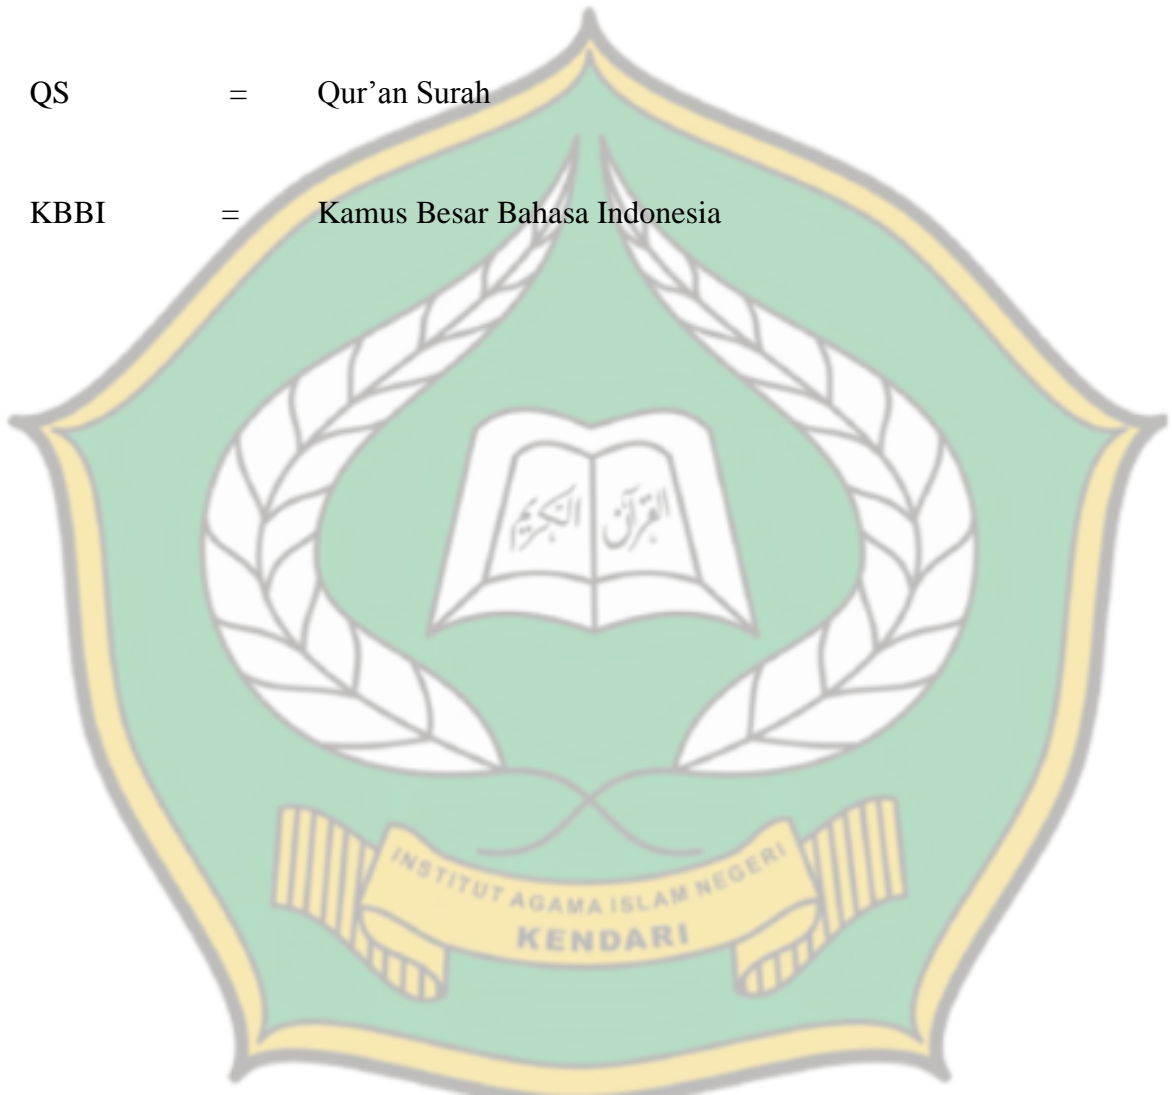 QS = Qur’an Surah
KBBI = Kamus Besar Bahasa Indonesia
القرآن الكريم
INSTITUT AGAMA ISLAM NEGERI
KENDARI